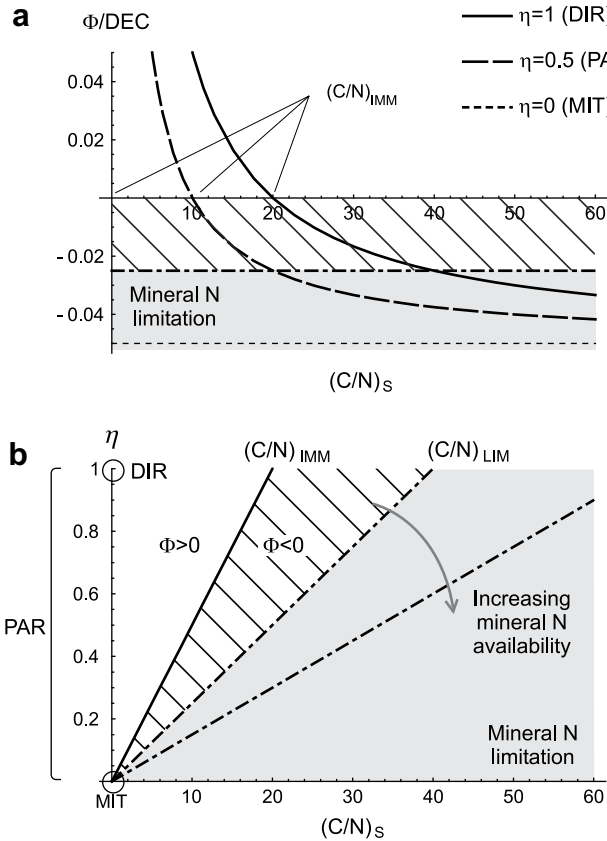 a
Φ/DEC
η=1 (DIR)
η=0.5 (PA
η=0 (MIT)
0.04
0.02
(C/N)IMM
10 20 30 40 50 60
-0.02
-0.04
Mineral N
limitation
(C/N)S
b
η
(C/N)IMM
(C/N)LIM
1
DIR
0.8
Φ>0
Φ<0
0.6
PAR
Increasing
mineral N
availability
0.4
0.2
Mineral N
limitation
MIT
10 20 30 40 50 60
(C/N)S